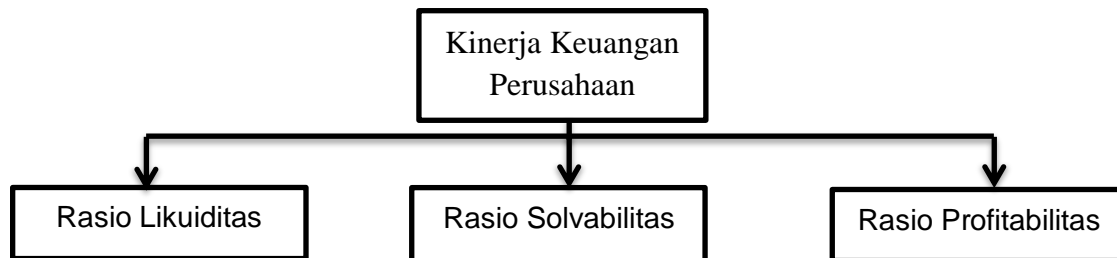 Kinerja Keuangan
Perusahaan
Rasio Likuiditas
Rasio Solvabilitas
Rasio Profitabilitas